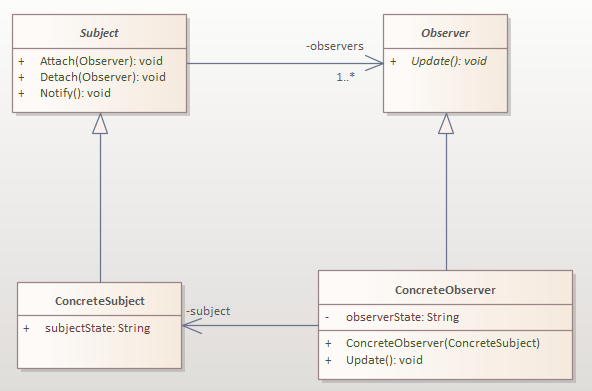 Subject
+ Attach(Observer): void
+ Detach(Observer): void
+ Notify(): void
-observers
1..*
Observer
+ Update(): void
ConcreteSubject
+ subjectState: String
-subject
ConcreteObserver
- observerState: String
+ ConcreteObserver(ConcreteSubject)
+ Update(): void